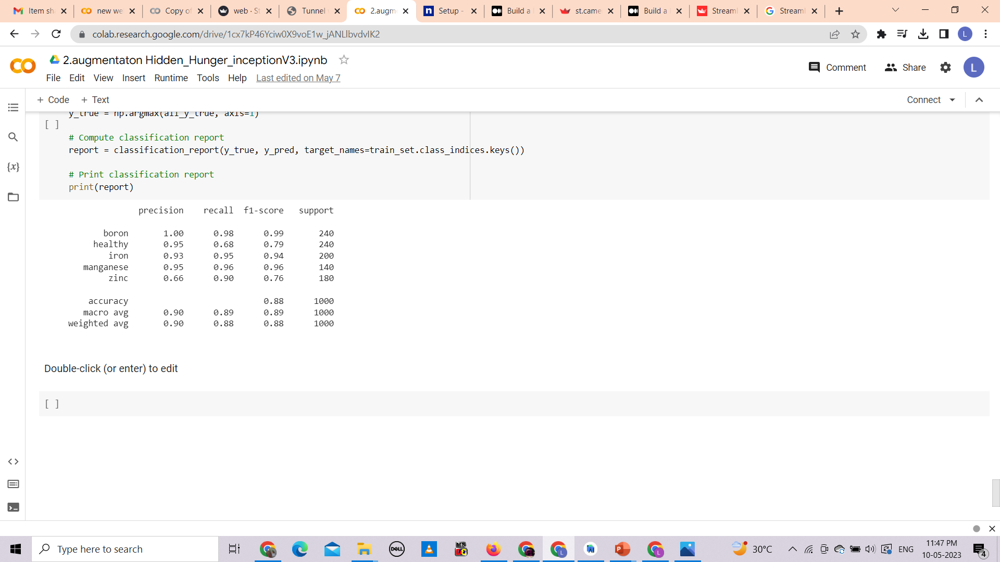 Item sh
new we
Copy of
web · St
Tunnel
2.augm
Setup -
Build a
st.came
Build a
Streaml
Streaml
colab.research.google.com/drive/1cx7kP46Yciw0X9voE1w_jANLlbvdvIK2
L
2.augmentaton Hidden_Hunger_inceptionV3.ipynb
Comment
Share
L
File Edit View Insert Runtime Tools Help Last edited on May 7
+ Code + Text
Connect
y_true = np.argmax(all_y_true, axis=1)
[ ]
# Compute classification report
report = classification_report(y_true, y_pred, target_names=train_set.class_indices.keys())
{x}
# Print classification report
print(report)
precision recall f1-score support
boron 1.00 0.98 0.99 240
healthy 0.95 0.68 0.79 240
iron 0.93 0.95 0.94 200
manganese 0.95 0.96 0.96 140
zinc 0.66 0.90 0.76 180
accuracy 0.88 1000
macro avg 0.90 0.89 0.89 1000
weighted avg 0.90 0.88 0.88 1000
Double-click (or enter) to edit
[ ]
Type here to search
DELL
30°C
ENG
11:47 PM
10-05-2023
4